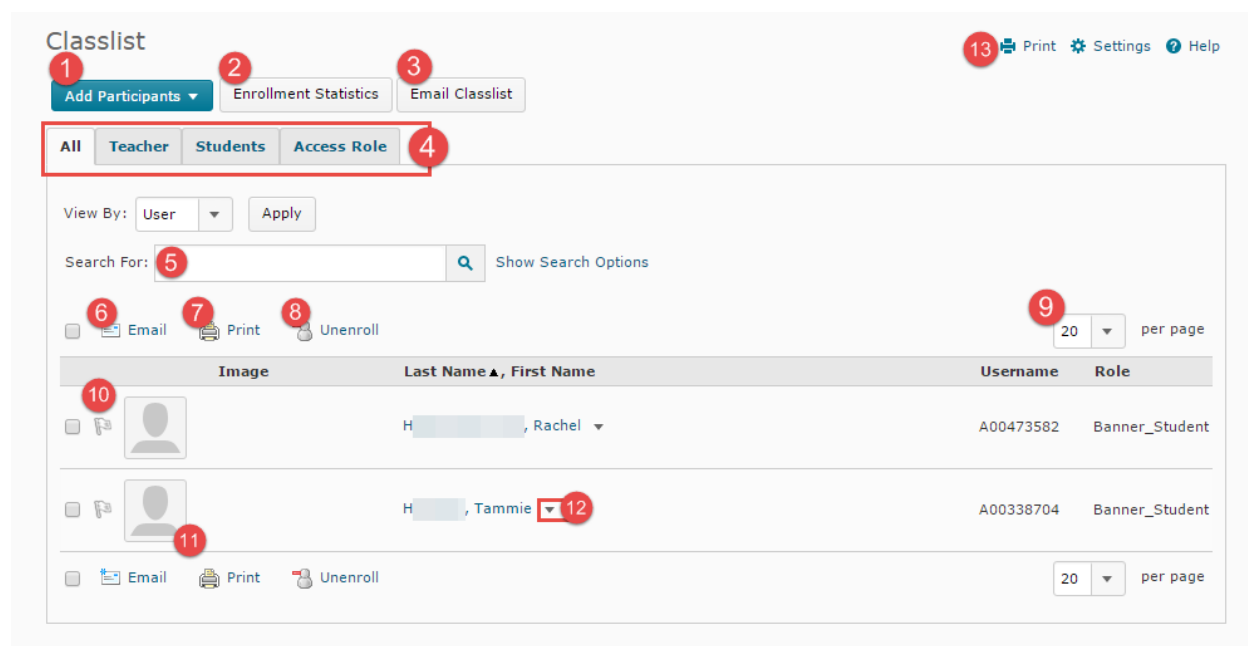 Classlist
13 Print Settings Help
1 2 3
Add Participants Enrollment Statistics Email Classlist
All Teacher Students Access Role 4
View By: User Apply
Search For: 5 Show Search Options
6 Email 7 Print 8 Unenroll 9 20 per page
Image Last Name ▲, First Name Username Role
10
H , Rachel A00473582 Banner_Student
H , Tammie 12 A00338704 Banner_Student
11
Email Print Unenroll 20 per page